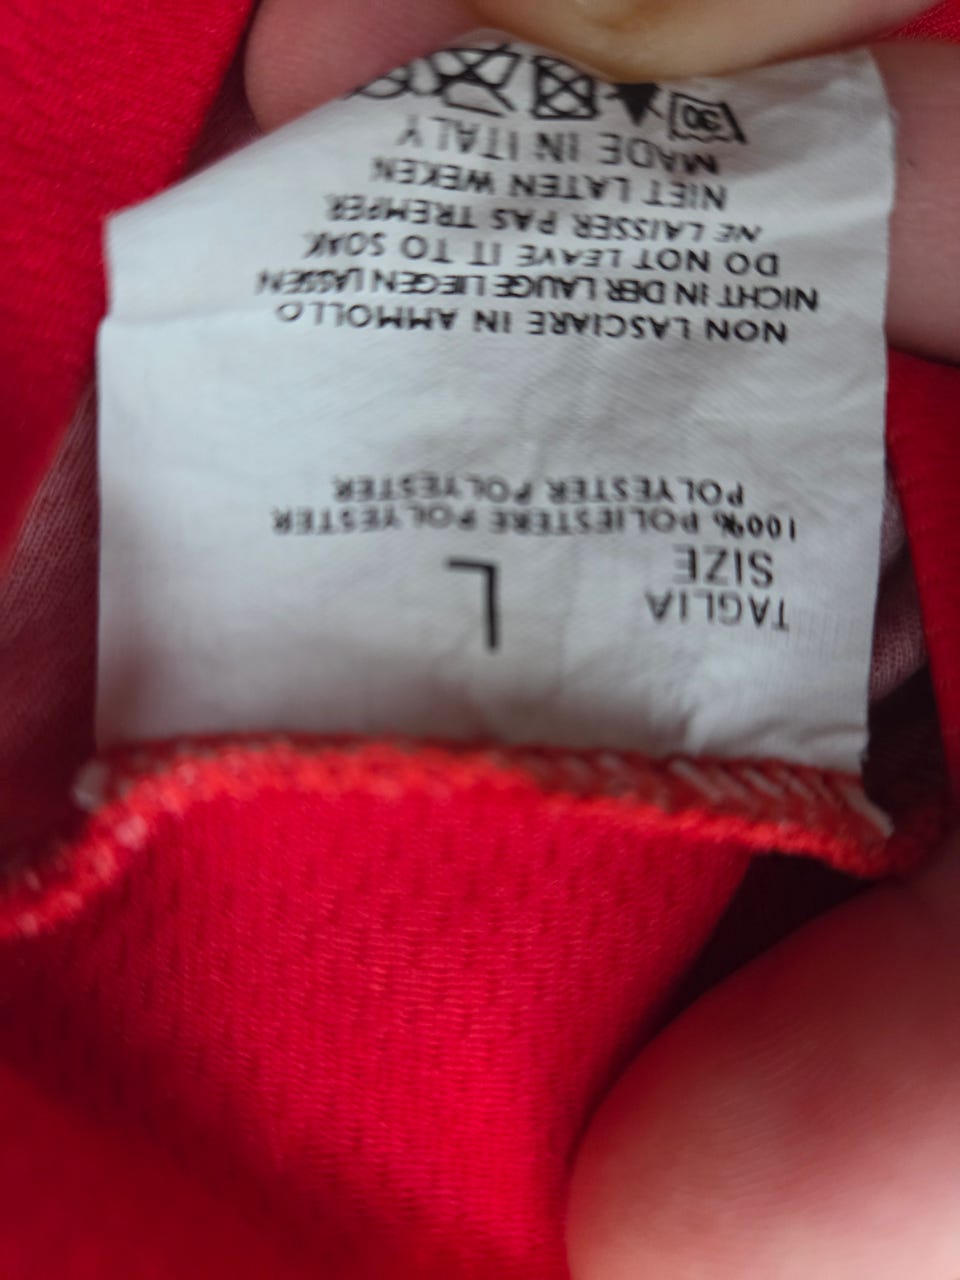 TAGLIA
SIZE
L
100% POLIESTERE POLYESTER
POLYESTER POLYESTER
NON LASCIARE IN AMMOLLO
NICHT IN DER LAUGE LIEGEN LASSEN
DO NOT LEAVE IT TO SOAK
NE LAISSER PAS TREMPER
NIET LATEN WEKEN
MADE IN ITALY
30